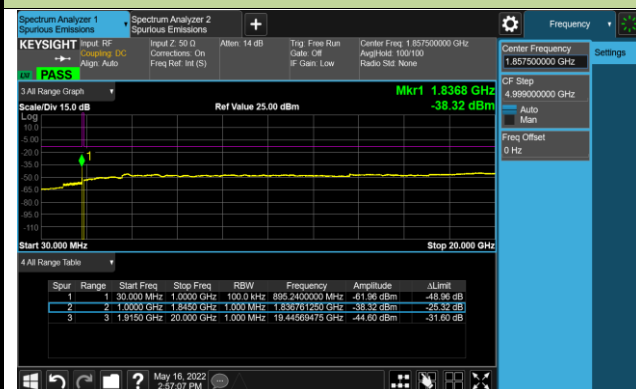 Spectrum Analyzer 1
Spurious Emissions
Spectrum Analyzer 2
Spurious Emissions
+
Frequency
KEYSIGHT
Input: RF
Coupling: DC
Align: Auto
Input Z: 50 Ω
Corrections: On
Freq Ref: Int (S)
Atten: 14 dB
Trig: Free Run
Gate: Off
IF Gain: Low
Center Freq: 1.857500000 GHz
Avg|Hold: 100/100
Radio Std: None
PASS
Center Frequency
1.857500000 GHz
Settings
CF Step
4.999000000 GHz
Auto
Man
Freq Offset
0 Hz
3 All Range Graph
Mkr1 1.8368 GHz
-38.32 dBm
Scale/Div 15.0 dB
Ref Value 25.00 dBm
Log
10.0
-5.00
-20.0
-35.0
-50.0
-65.0
-80.0
-95.0
-110
1
Start 30.000 MHz
Stop 20.000 GHz
4 All Range Table
Spur Range Start Freq Stop Freq RBW Frequency Amplitude ΔLimit
1 1 30.000 MHz 1.0000 GHz 100.0 kHz 895.2400000 MHz -61.96 dBm -48.96 dB
2 2 1.0000 GHz 1.8450 GHz 1.000 MHz 1.836761250 GHz -38.32 dBm -25.32 dB
3 3 1.9150 GHz 20.000 GHz 1.000 MHz 19.44569475 GHz -44.60 dBm -31.60 dB
?
May 16, 2022
2:57:07 PM